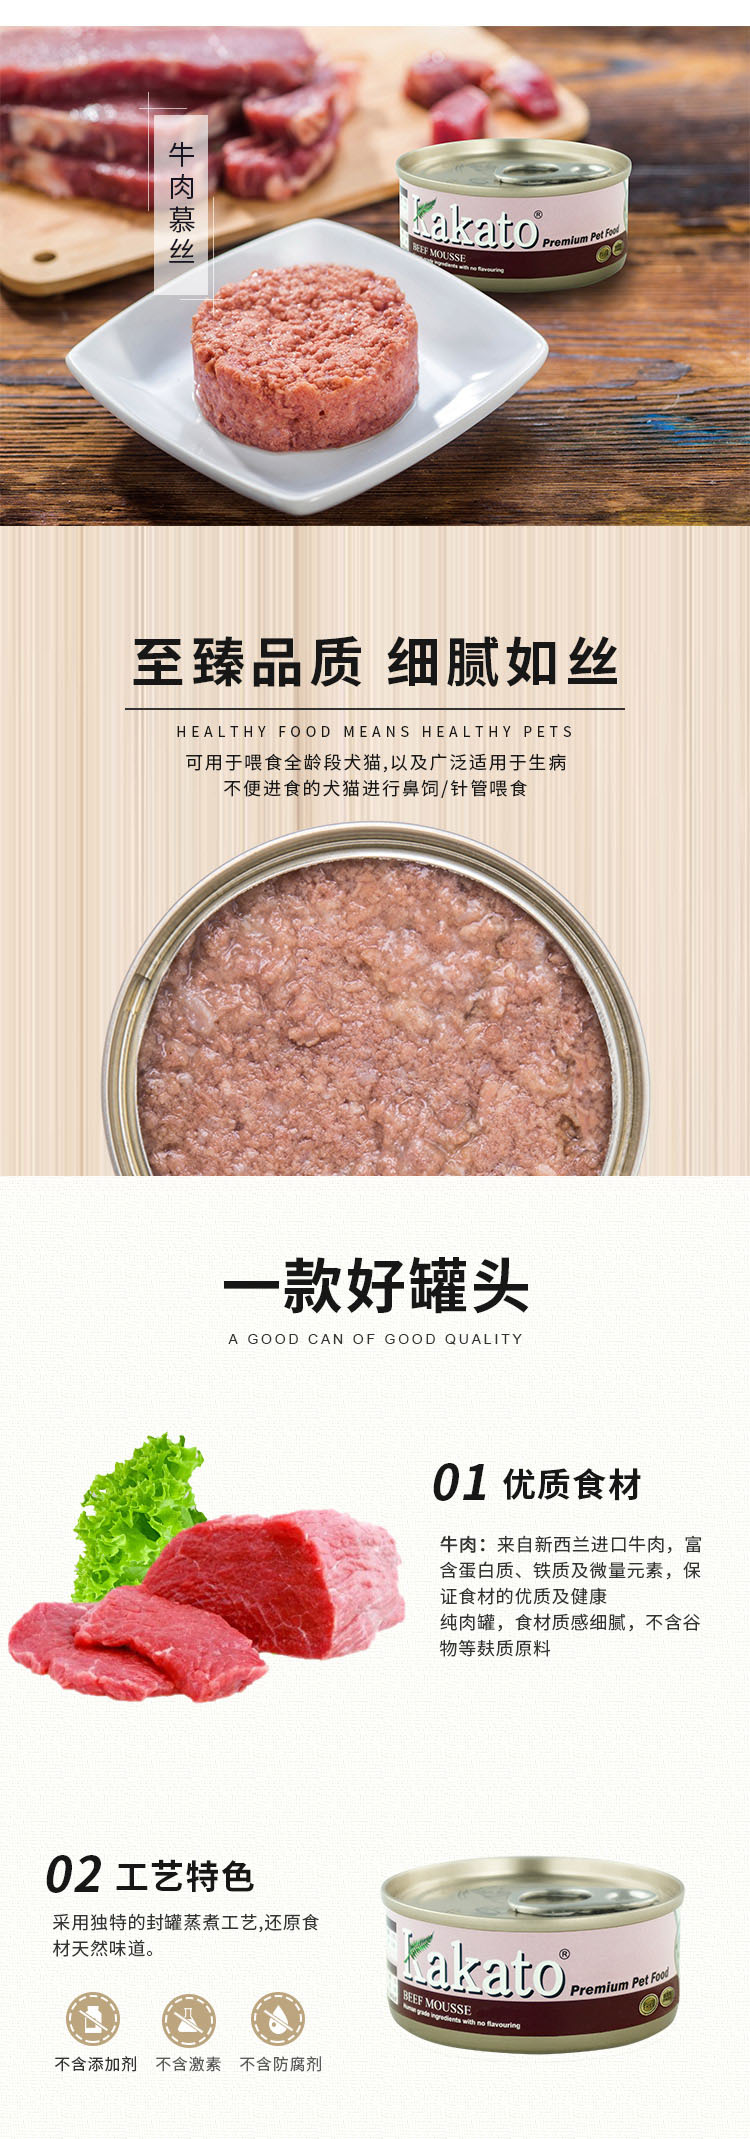 牛肉慕丝
Kakato®
Premium Pet Food
BEEF MOUSSE
ingredients with no flavouring
至臻品质 细腻如丝
HEALTHY FOOD MEANS HEALTHY PETS
可用于喂食全龄段犬猫,以及广泛适用于生病
不便进食的犬猫进行鼻饲/针管喂食
一款好罐头
A GOOD CAN OF GOOD QUALITY
01 优质食材
牛肉：来自新西兰进口牛肉，富
含蛋白质、铁质及微量元素，保
证食材的优质及健康
纯肉罐，食材质感细腻，不含谷
物等麸质原料
02 工艺特色
采用独特的封罐蒸煮工艺,还原食
材天然味道。
不含添加剂 不含激素 不含防腐剂
Kakato®
Premium Pet Food
BEEF MOUSSE
Human grade ingredients with no flavouring